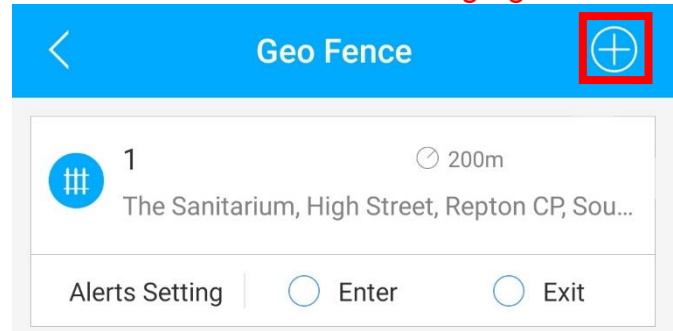 Geo Fence
1 200m
The Sanitarium, High Street, Repton CP, Sou...
Alerts Setting Enter Exit